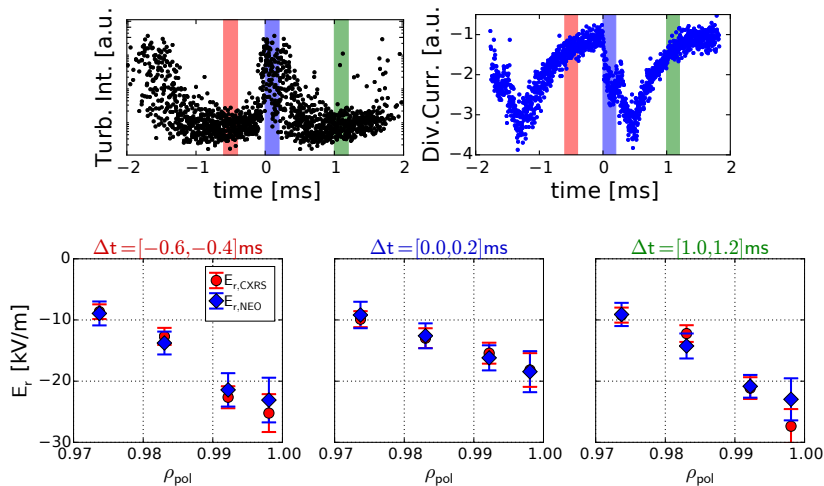 Turb. Int. [a.u.]
−2 −1 0 1 2
time [ms]
Div.Curr. [a.u.]
−1
−2
−3
−4
−2 −1 0 1 2
time [ms]
Δt=[−0.6,−0.4]ms
Δt=[0.0,0.2]ms
Δt=[1.0,1.2]ms
E_r [kV/m]
0
−10
−20
−30
E_r,CXRS
E_r,NEO
0.97 0.98 0.99 1.00
0.97 0.98 0.99 1.00
0.97 0.98 0.99 1.00
ρ_pol
ρ_pol
ρ_pol